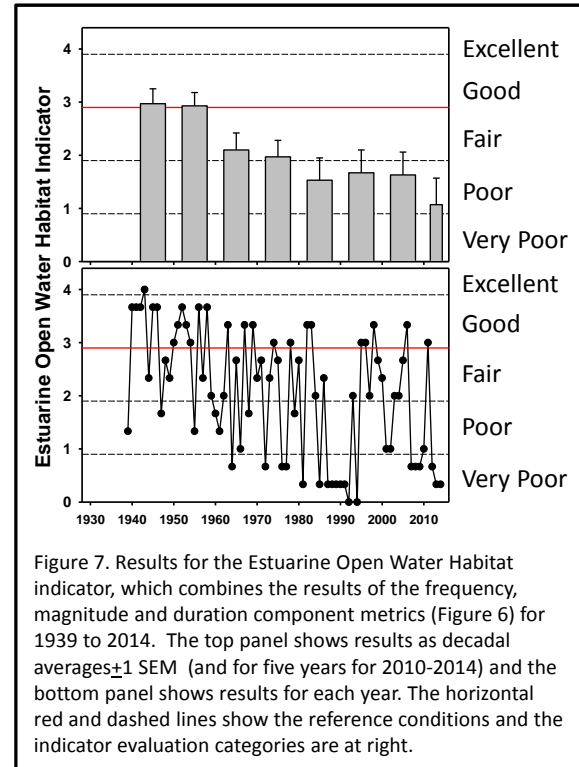 Estuarine Open Water Habitat Indicator
4
3
2
1
0
Excellent
Good
Fair
Poor
Very Poor
4
3
2
1
0
Excellent
Good
Fair
Poor
Very Poor
1930 1940 1950 1960 1970 1980 1990 2000 2010
Figure 7. Results for the Estuarine Open Water Habitat
indicator, which combines the results of the frequency,
magnitude and duration component metrics (Figure 6) for
1939 to 2014.  The top panel shows results as decadal
averages±1 SEM  (and for five years for 2010-2014) and the
bottom panel shows results for each year. The horizontal
red and dashed lines show the reference conditions and the
indicator evaluation categories are at right.